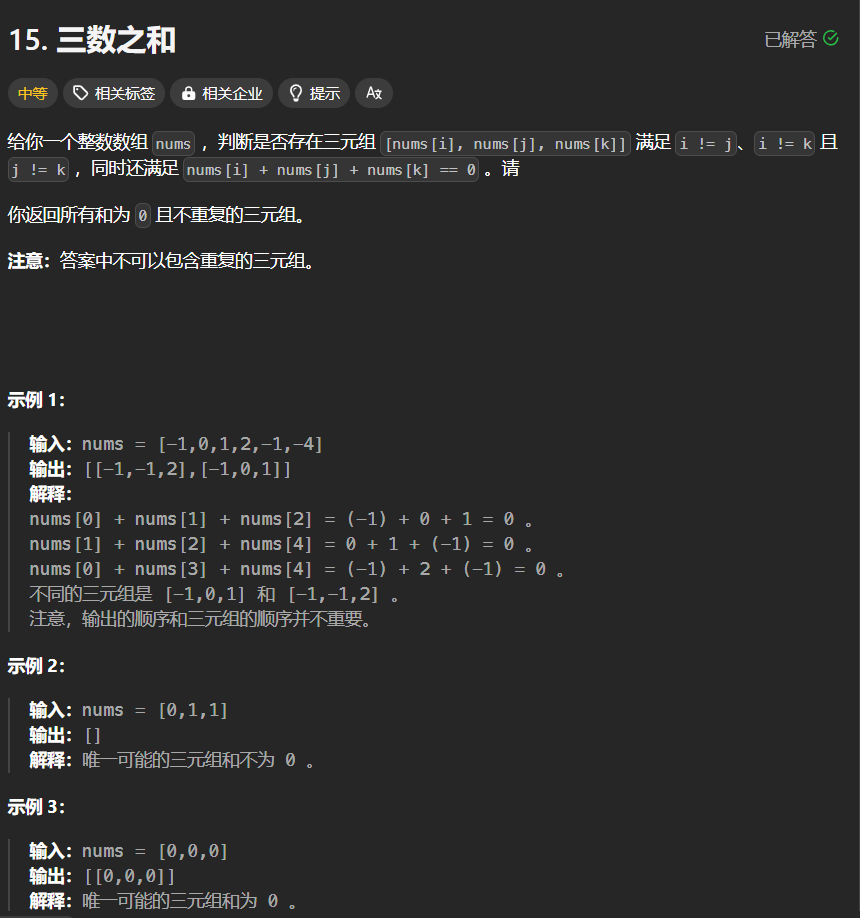 15. 三数之和
已解答
中等 相关标签 相关企业 提示
给你一个整数数组 nums ，判断是否存在三元组 [nums[i], nums[j], nums[k]] 满足 i != j、i != k 且
j != k ，同时还满足 nums[i] + nums[j] + nums[k] == 0 。请
你返回所有和为 0 且不重复的三元组。
注意：答案中不可以包含重复的三元组。
示例 1：
输入：nums = [-1,0,1,2,-1,-4]
输出：[[-1,-1,2],[-1,0,1]]
解释：
nums[0] + nums[1] + nums[2] = (-1) + 0 + 1 = 0 。
nums[1] + nums[2] + nums[4] = 0 + 1 + (-1) = 0 。
nums[0] + nums[3] + nums[4] = (-1) + 2 + (-1) = 0 。
不同的三元组是 [-1,0,1] 和 [-1,-1,2] 。
注意，输出的顺序和三元组的顺序并不重要。
示例 2：
输入：nums = [0,1,1]
输出：[]
解释：唯一可能的三元组和不为 0 。
示例 3：
输入：nums = [0,0,0]
输出：[[0,0,0]]
解释：唯一可能的三元组和为 0 。